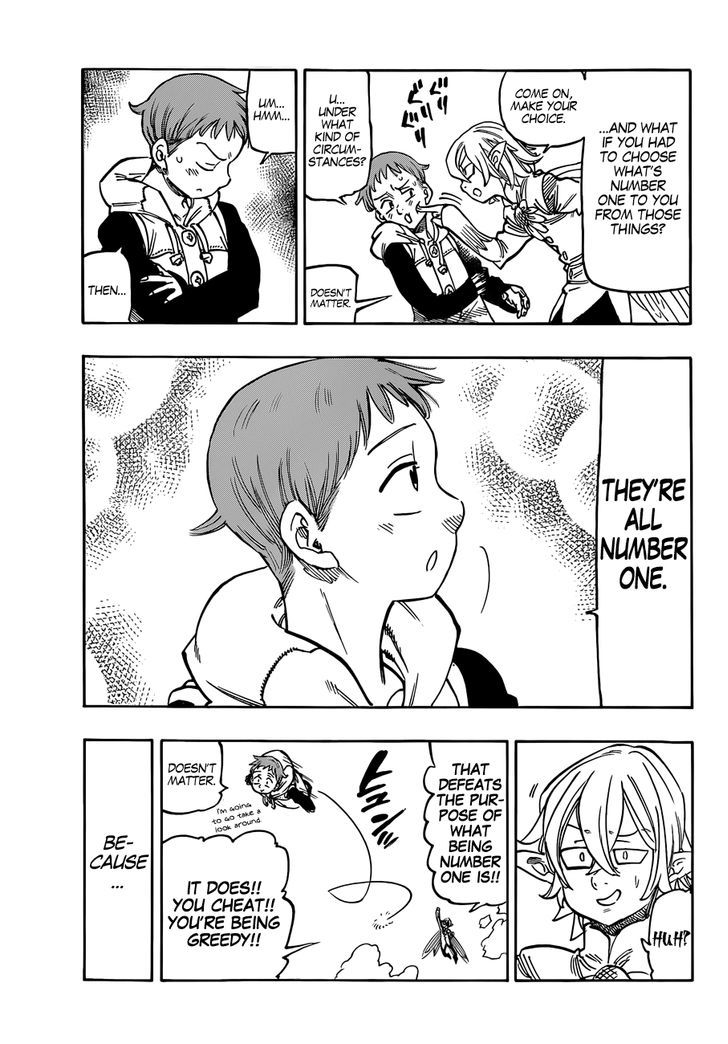 ...AND WHAT
IF YOU HAD
TO CHOOSE
WHAT'S
NUMBER
ONE TO YOU
FROM THOSE
THINGS?
COME ON,
MAKE YOUR
CHOICE.
U...
UNDER
WHAT
KIND OF
CIRCUM-
STANCES?
DOESN'T
MATTER.
UM...
HMM...
THEN...
THEY'RE
ALL
NUMBER
ONE.
HUH?
THAT
DEFEATS
THE PUR-
POSE OF
WHAT
BEING
NUMBER
ONE IS!!
ビュン
DOESN'T
MATTER.
I'm going
to go take a
look around.
IT DOES!!
YOU CHEAT!!
YOU'RE BEING
GREEDY!!
BE-
CAUSE
...